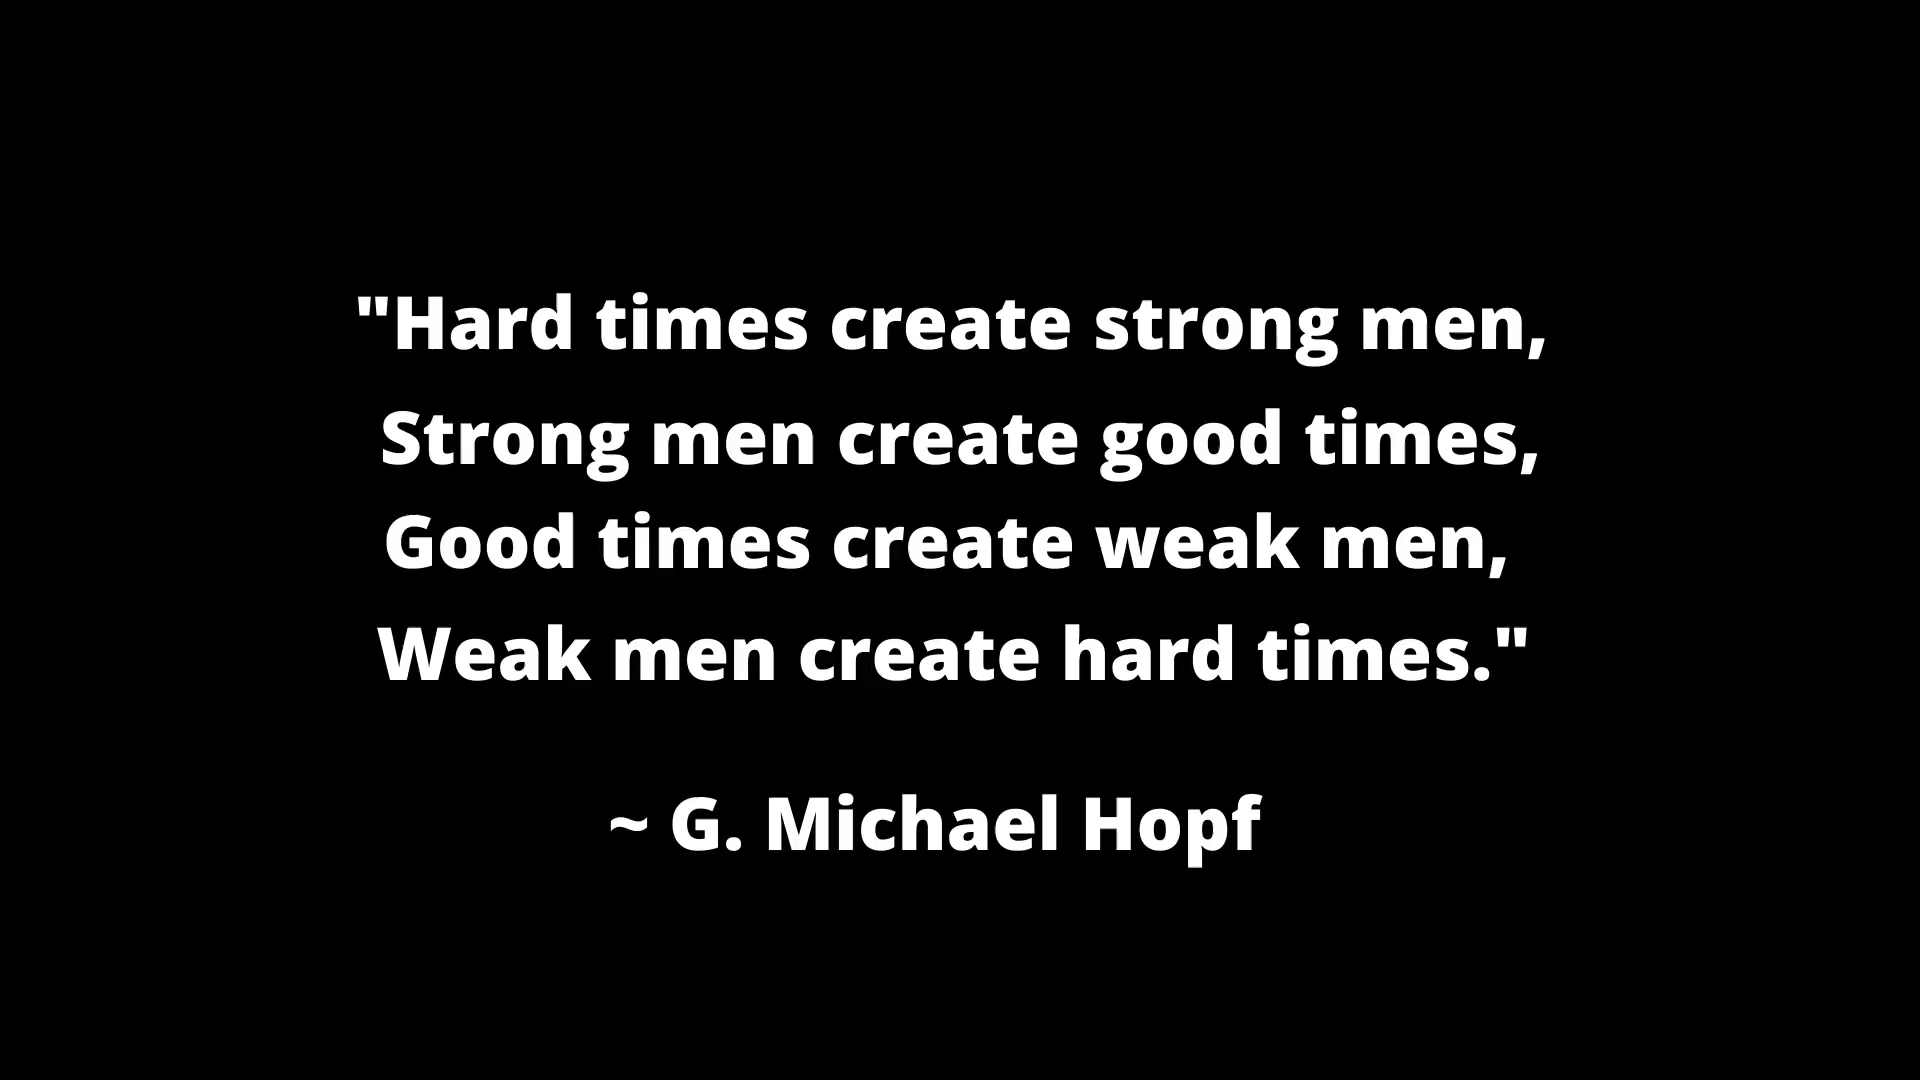 "Hard times create strong men,
Strong men create good times,
Good times create weak men,
Weak men create hard times."
~ G. Michael Hopf